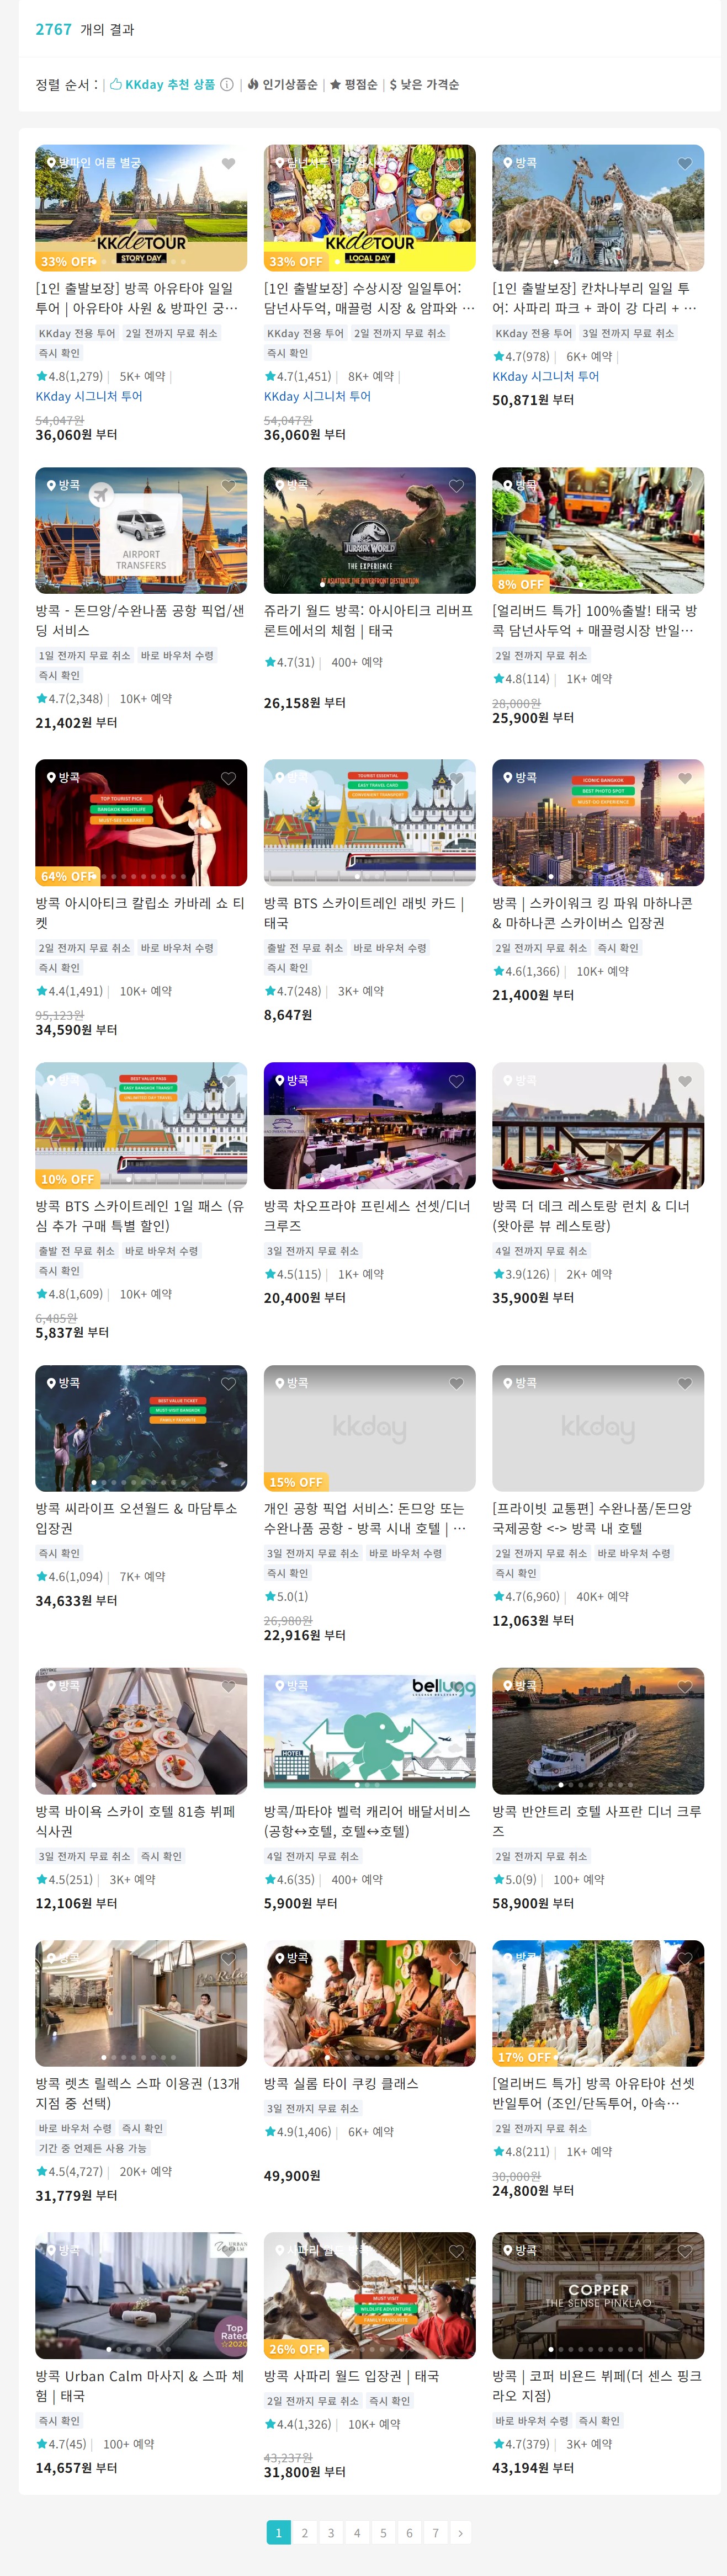 2767 개의 결과
정렬 순서 : | KKday 추천 상품 | 인기상품순 | 평점순 | $ 낮은 가격순
방파인 여름 별궁
KKdeTOUR
STORY DAY
33% OFF
[1인 출발보장] 방콕 아유타야 일일
투어 | 아유타야 사원 & 방파인 궁…
KKday 전용 투어 2일 전까지 무료 취소
즉시 확인
4.8(1,279) | 5K+ 예약 |
KKday 시그니처 투어
54,047원
36,060원 부터
담넌사두억 수상시장
KKdeTOUR
LOCAL DAY
33% OFF
[1인 출발보장] 수상시장 일일투어:
담넌사두억, 매끌렁 시장 & 암파와 …
KKday 전용 투어 2일 전까지 무료 취소
즉시 확인
4.7(1,451) | 8K+ 예약 |
KKday 시그니처 투어
54,047원
36,060원 부터
방콕
[1인 출발보장] 칸차나부리 일일 투
어: 사파리 파크 + 콰이 강 다리 + …
KKday 전용 투어 3일 전까지 무료 취소
4.7(978) | 6K+ 예약 |
KKday 시그니처 투어
50,871원 부터
방콕
AIRPORT
TRANSFERS
방콕 - 돈므앙/수완나품 공항 픽업/샌
딩 서비스
1일 전까지 무료 취소 바로 바우처 수령
즉시 확인
4.7(2,348) | 10K+ 예약
21,402원 부터
방콕
JURASSIC WORLD
THE EXPERIENCE
AT ASIATIQUE THE RIVERFRONT DESTINATION
쥬라기 월드 방콕: 아시아티크 리버프
론트에서의 체험 | 태국
4.7(31) | 400+ 예약
26,158원 부터
방콕
8% OFF
[얼리버드 특가] 100%출발! 태국 방
콕 담넌사두억 + 매끌렁시장 반일…
2일 전까지 무료 취소
4.8(114) | 1K+ 예약
28,000원
25,900원 부터
방콕
TOP TOURIST PICK
BANGKOK NIGHTLIFE
MUST-SEE CABARET
64% OFF
방콕 아시아티크 칼립소 카바레 쇼 티
켓
2일 전까지 무료 취소 바로 바우처 수령
즉시 확인
4.4(1,491) | 10K+ 예약
95,123원
34,590원 부터
방콕
TOURIST ESSENTIAL
EASY TRAVEL CARD
CONVENIENT TRANSPORT
방콕 BTS 스카이트레인 래빗 카드 |
태국
출발 전 무료 취소 바로 바우처 수령
즉시 확인
4.7(248) | 3K+ 예약
8,647원
방콕
ICONIC BANGKOK
BEST PHOTO SPOT
MUST-DO EXPERIENCE
방콕 | 스카이워크 킹 파워 마하나콘
& 마하나콘 스카이버스 입장권
2일 전까지 무료 취소 즉시 확인
4.6(1,366) | 10K+ 예약
21,400원 부터
방콕
BEST VALUE PASS
EASY BANGKOK TRANSIT
UNLIMITED DAY TRAVEL
10% OFF
방콕 BTS 스카이트레인 1일 패스 (유
심 추가 구매 특별 할인)
출발 전 무료 취소 바로 바우처 수령
즉시 확인
4.8(1,609) | 10K+ 예약
6,485원
5,837원 부터
방콕
방콕 차오프라야 프린세스 선셋/디너
크루즈
3일 전까지 무료 취소
4.5(115) | 1K+ 예약
20,400원 부터
방콕
방콕 더 데크 레스토랑 런치 & 디너
(왓아룬 뷰 레스토랑)
4일 전까지 무료 취소
3.9(126) | 2K+ 예약
35,900원 부터
방콕
BEST VALUE TICKET
MUST-VISIT BANGKOK
FAMILY FAVORITE
방콕 씨라이프 오션월드 & 마담투소
입장권
즉시 확인
4.6(1,094) | 7K+ 예약
34,633원 부터
방콕
kkday
15% OFF
개인 공항 픽업 서비스: 돈므앙 또는
수완나품 공항 - 방콕 시내 호텔 | …
3일 전까지 무료 취소 바로 바우처 수령
즉시 확인
5.0(1)
26,980원
22,916원 부터
방콕
kkday
[프라이빗 교통편] 수완나품/돈므앙
국제공항 <-> 방콕 내 호텔
2일 전까지 무료 취소 바로 바우처 수령
즉시 확인
4.7(6,960) | 40K+ 예약
12,063원 부터
방콕
방콕 바이욕 스카이 호텔 81층 뷔페
식사권
3일 전까지 무료 취소 즉시 확인
4.5(251) | 3K+ 예약
12,106원 부터
방콕
bellugg
HOTEL
방콕/파타야 벨럭 캐리어 배달서비스
(공항↔호텔, 호텔↔호텔)
4일 전까지 무료 취소
4.6(35) | 400+ 예약
5,900원 부터
방콕
방콕 반얀트리 호텔 사프란 디너 크루
즈
2일 전까지 무료 취소
5.0(9) | 100+ 예약
58,900원 부터
방콕
방콕 렛츠 릴렉스 스파 이용권 (13개
지점 중 선택)
바로 바우처 수령 즉시 확인
기간 중 언제든 사용 가능
4.5(4,727) | 20K+ 예약
31,779원 부터
방콕
방콕 실롬 타이 쿠킹 클래스
3일 전까지 무료 취소
4.9(1,406) | 6K+ 예약
49,900원
방콕
17% OFF
[얼리버드 특가] 방콕 아유타야 선셋
반일투어 (조인/단독투어, 아속…
2일 전까지 무료 취소
4.8(211) | 1K+ 예약
30,000원
24,800원 부터
방콕
URBAN CALM
Top
Rated
2020
방콕 Urban Calm 마사지 & 스파 체
험 | 태국
즉시 확인
4.7(45) | 100+ 예약
14,657원 부터
사파리 월드
MUST VISIT
WILDLIFE ADVENTURE
FAMILY FAVOURITE
26% OFF
방콕 사파리 월드 입장권 | 태국
2일 전까지 무료 취소 즉시 확인
4.4(1,326) | 10K+ 예약
43,237원
31,800원 부터
방콕
COPPER
THE SENSE PINKLAO
방콕 | 코퍼 비욘드 뷔페(더 센스 핑크
라오 지점)
바로 바우처 수령 즉시 확인
4.7(379) | 3K+ 예약
43,194원 부터
1 2 3 4 5 6 7 ›